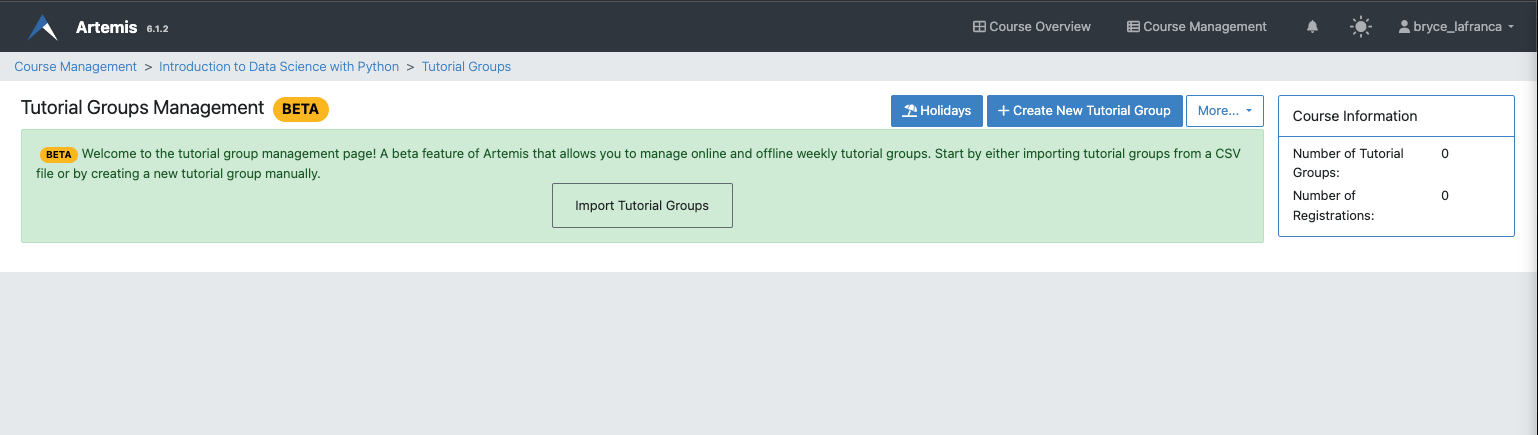 Artemis 6.1.2 Course Overview Course Management bryce_lafranca
Course Management > Introduction to Data Science with Python > Tutorial Groups
Tutorial Groups Management BETA Holidays + Create New Tutorial Group More...
BETA Welcome to the tutorial group management page! A beta feature of Artemis that allows you to manage online and offline weekly tutorial groups. Start by either importing tutorial groups from a CSV
file or by creating a new tutorial group manually.
Import Tutorial Groups
Course Information
Number of Tutorial 0
Groups:
Number of 0
Registrations: